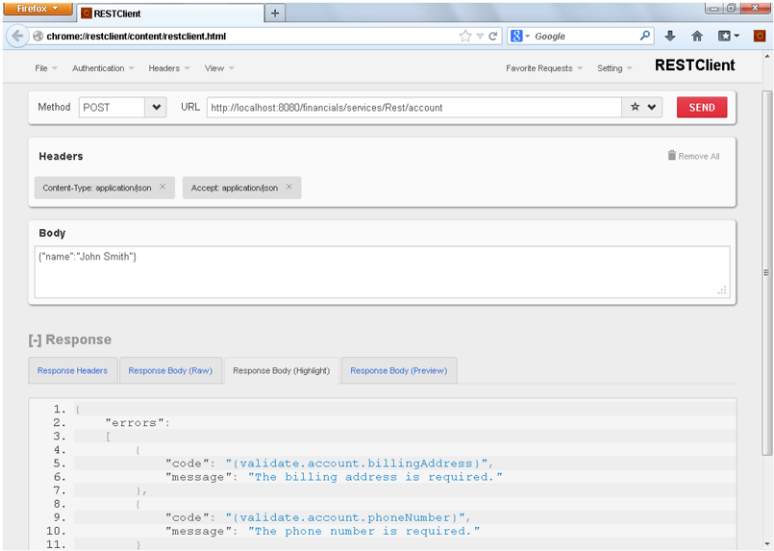 Firefox
RESTClient
+
chrome://restclient/content/restclient.html
Google
File Authentication Headers View Favorite Requests Setting RESTClient
Method POST URL http://localhost:8080/financials/services/Rest/account SEND
Headers Remove All
Content-Type: application/json × Accept: application/json ×
Body
{"name":"John Smith"}
[-] Response
Response Headers Response Body (Raw) Response Body (Highlight) Response Body (Preview)
1. {
2. "errors":
3. [
4. {
5. "code": "{validate.account.billingAddress}",
6. "message": "The billing address is required."
7. },
8. {
9. "code": "{validate.account.phoneNumber}",
10. "message": "The phone number is required."
11. }